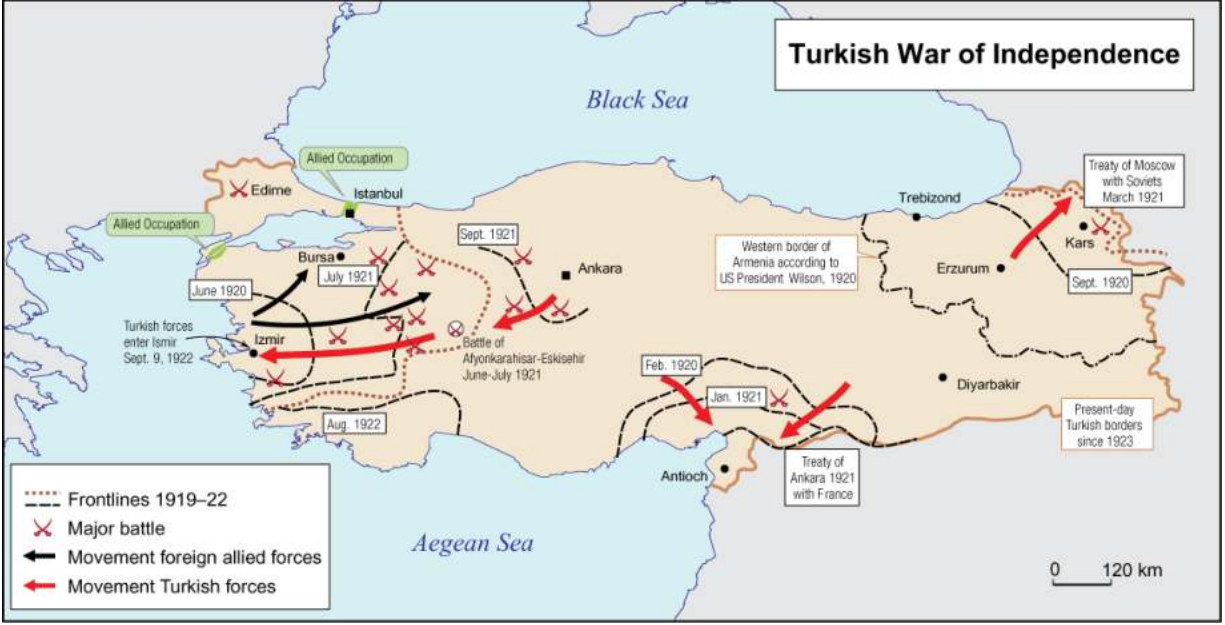 Turkish War of Independence
Black Sea
Allied Occupation
Edime
Istanbul
Allied Occupation
Bursa
July 1921
Sept. 1921
Ankara
June 1920
Turkish forces
enter Ismir
Sept. 9, 1922
Izmir
Battle of
Afyonkarahisar-Eskisehir
June-July 1921
Aug. 1922
Trebizond
Treaty of Moscow
with Soviets
March 1921
Kars
Western border of
Armenia according to
US President Wilson, 1920
Erzurum
Sept. 1920
Feb. 1920
Jan. 1921
Diyarbakir
Present-day
Turkish borders
since 1923
Antioch
Treaty of
Ankara 1921
with France
Aegean Sea
Frontlines 1919–22
Major battle
Movement foreign allied forces
Movement Turkish forces
0 120 km